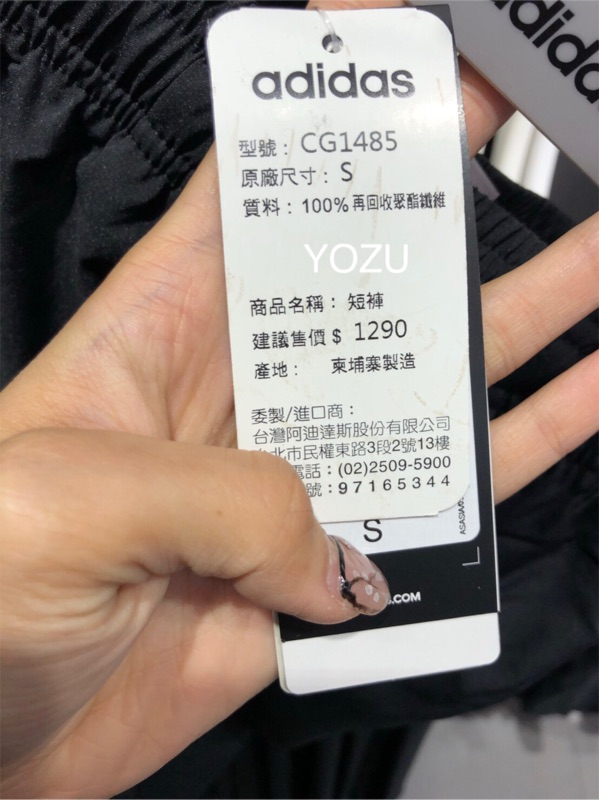 adidas
adidas
型號：CG1485
原廠尺寸：S
質料：100%再回收聚酯纖維
YOZU
商品名稱：短褲
建議售價$ 1290
產地： 柬埔寨製造
委製/進口商：
台灣阿迪達斯股份有限公司
北市民權東路3段2號13樓
電話：(02)2509-5900
號：97165344
S
.COM